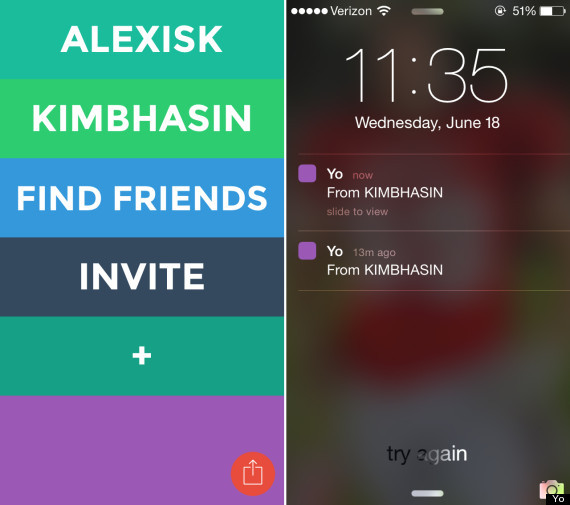 ALEXISK
KIMBHASIN
FIND FRIENDS
INVITE
+
Verizon 51%
11:35
Wednesday, June 18
Yo now
From KIMBHASIN
slide to view
Yo 13m ago
From KIMBHASIN
try again
Yo